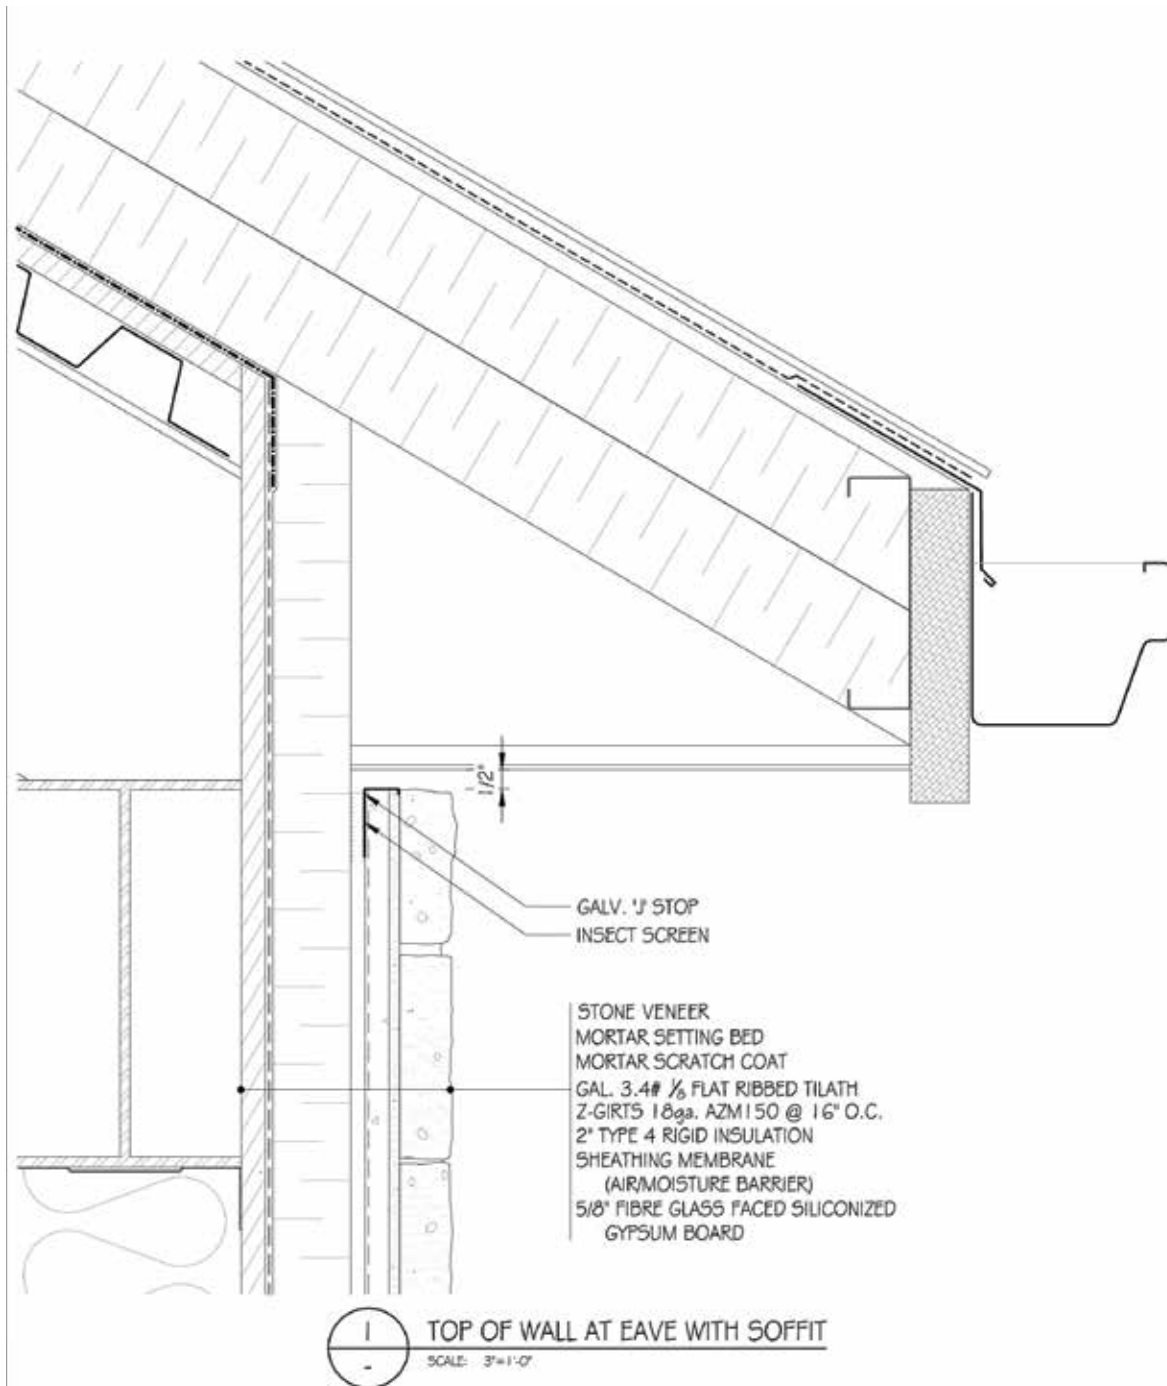 1/2"
GALV. 'J' STOP
INSECT SCREEN
STONE VENEER
MORTAR SETTING BED
MORTAR SCRATCH COAT
GAL. 3.4# 1/8 FLAT RIBBED TILATH
Z-GIRTS 18ga. AZM150 @ 16" O.C.
2" TYPE 4 RIGID INSULATION
SHEATHING MEMBRANE
(AIR/MOISTURE BARRIER)
5/8" FIBRE GLASS FACED SILICONIZED
GYPSUM BOARD
1
-
TOP OF WALL AT EAVE WITH SOFFIT
SCALE: 3"=1'-0"